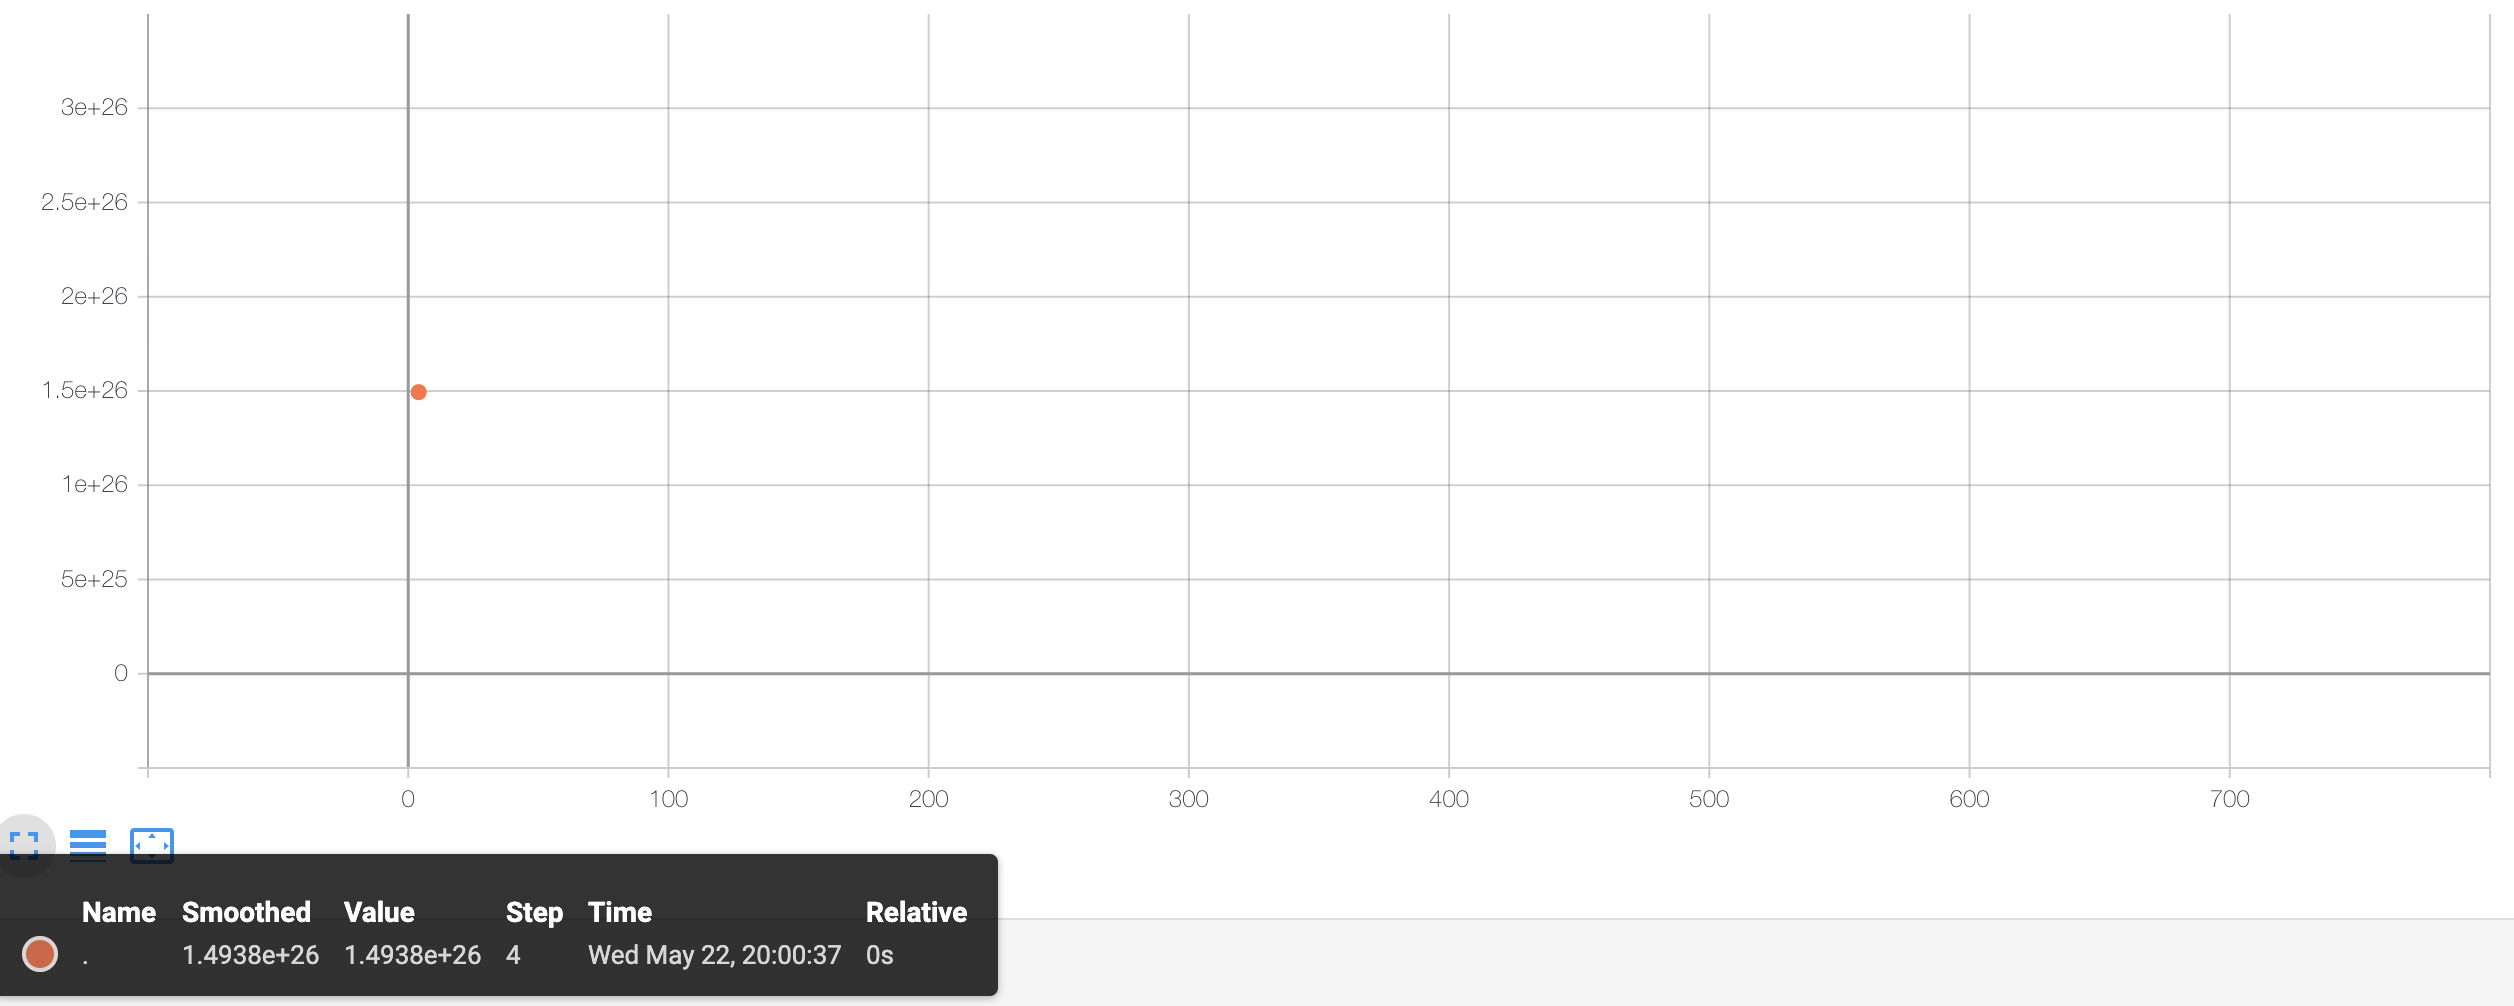 3e+26
2.5e+26
2e+26
1.5e+26
1e+26
5e+25
0
0 100 200 300 400 500 600 700
Name Smoothed Value Step Time Relative
. 1.4938e+26 1.4938e+26 4 Wed May 22, 20:00:37 0s